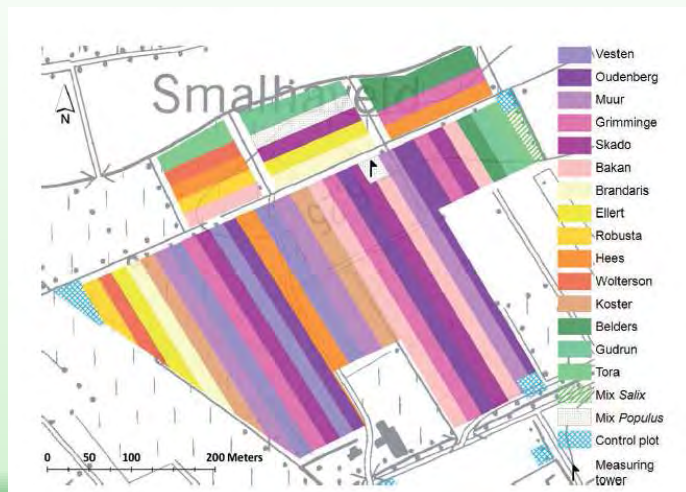 Smalhaveld
N
Vesten
Oudenberg
Muur
Grimminge
Skado
Bakan
Brandaris
Ellert
Robusta
Hees
Wolterson
Koster
Belders
Gudrun
Tora
Mix Salix
Mix Populus
Control plot
Measuring
tower
0 50 100 200 Meters